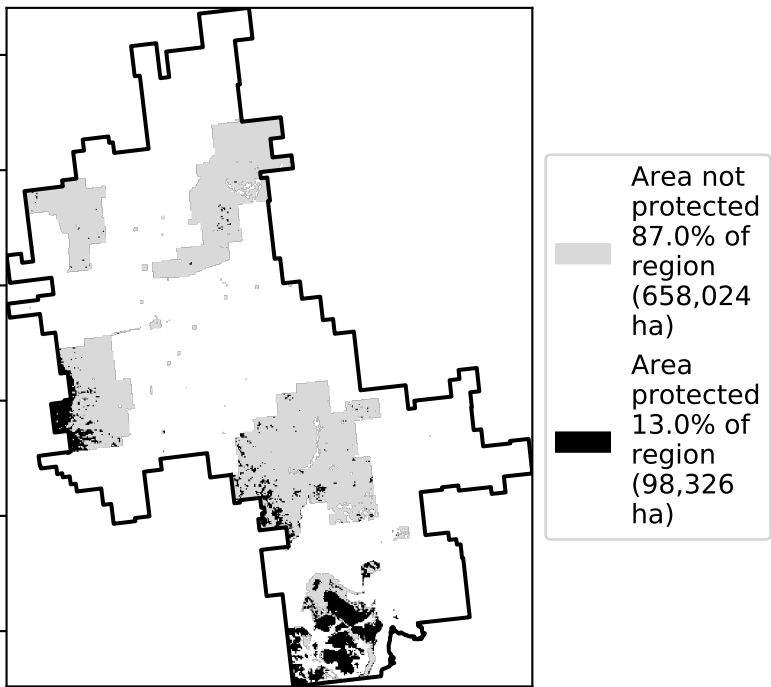 Area not
protected
87.0% of
region
(658,024
ha)
Area
protected
13.0% of
region
(98,326
ha)